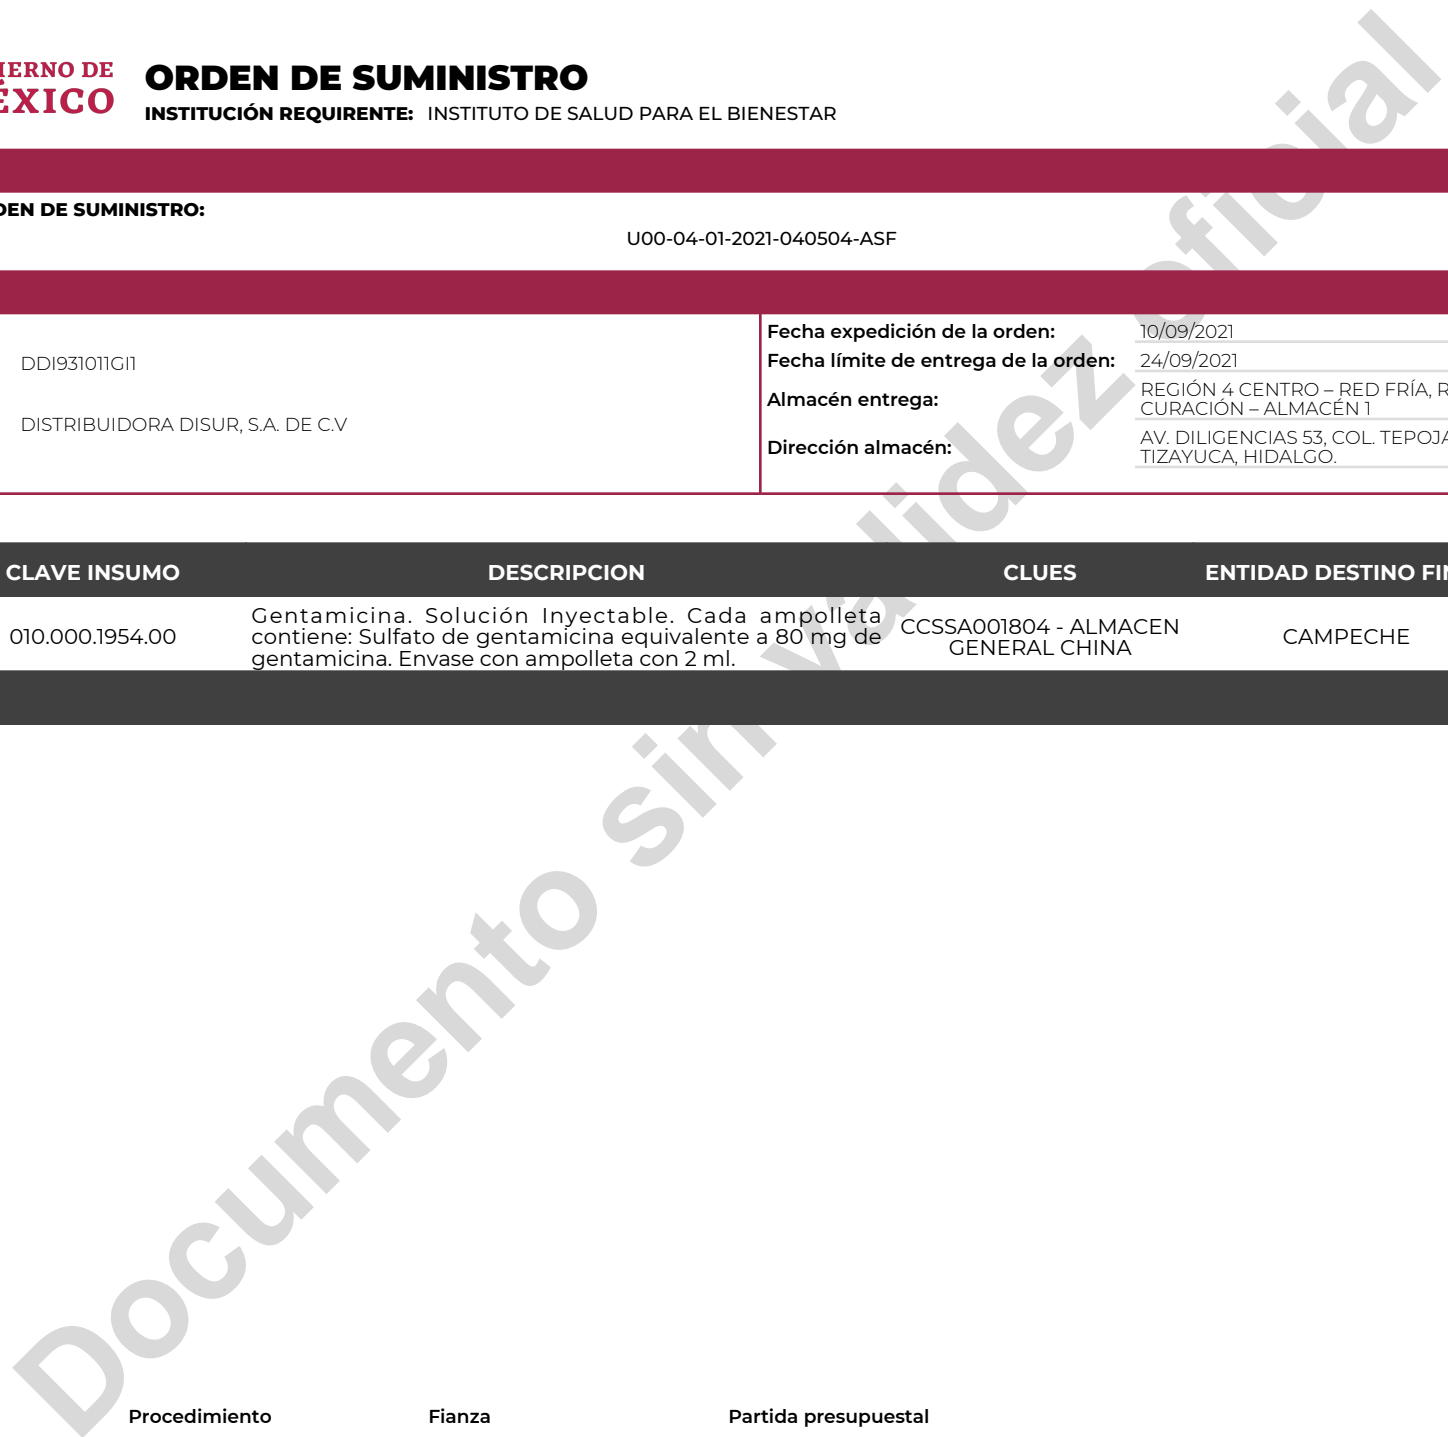 IERNO DE
ÉXICO
ORDEN DE SUMINISTRO
INSTITUCIÓN REQUIRENTE: INSTITUTO DE SALUD PARA EL BIENESTAR
DEN DE SUMINISTRO:
U00-04-01-2021-040504-ASF
DDI931011GI1
DISTRIBUIDORA DISUR, S.A. DE C.V
Fecha expedición de la orden: 10/09/2021
Fecha límite de entrega de la orden: 24/09/2021
Almacén entrega: REGIÓN 4 CENTRO – RED FRÍA, R
CURACIÓN – ALMACÉN 1
Dirección almacén: AV. DILIGENCIAS 53, COL. TEPOJA
TIZAYUCA, HIDALGO.
CLAVE INSUMO DESCRIPCION CLUES ENTIDAD DESTINO FIN
010.000.1954.00
Gentamicina. Solución Inyectable. Cada ampolleta
contiene: Sulfato de gentamicina equivalente a 80 mg de
gentamicina. Envase con ampolleta con 2 ml.
CCSSA001804 - ALMACEN
GENERAL CHINA
CAMPECHE
Documento sin validez oficial
Procedimiento Fianza Partida presupuestal